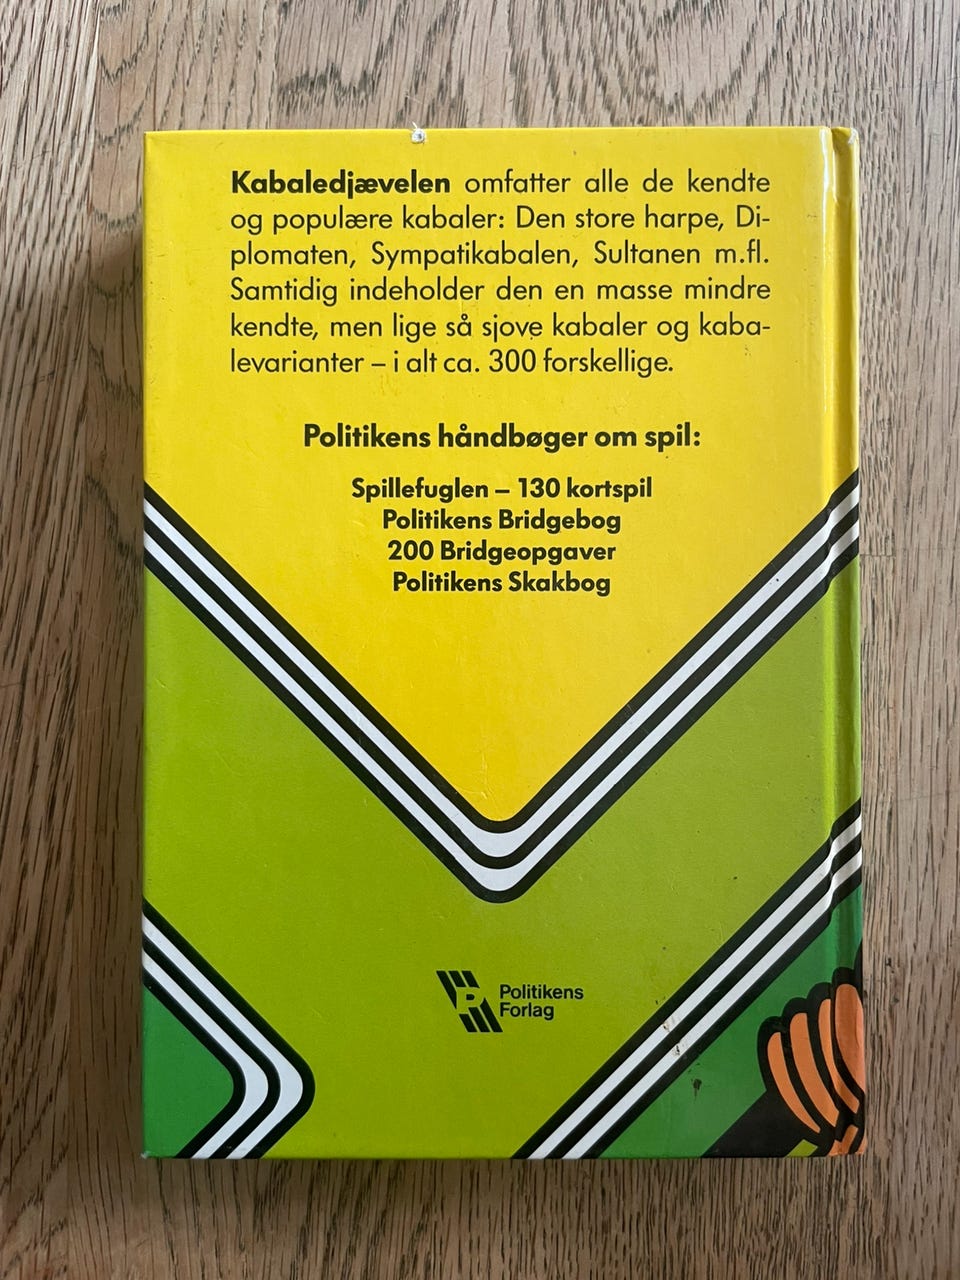 Kabaledjævelen omfatter alle de kendte
og populære kabaler: Den store harpe, Di-
plomaten, Sympatikabalen, Sultanen m.fl.
Samtidig indeholder den en masse mindre
kendte, men lige så sjove kabaler og kaba-
levarianter – i alt ca. 300 forskellige.
Politikens håndbøger om spil:
Spillefuglen – 130 kortspil
Politikens Bridgebog
200 Bridgeopgaver
Politikens Skakbog
P
Politikens
Forlag